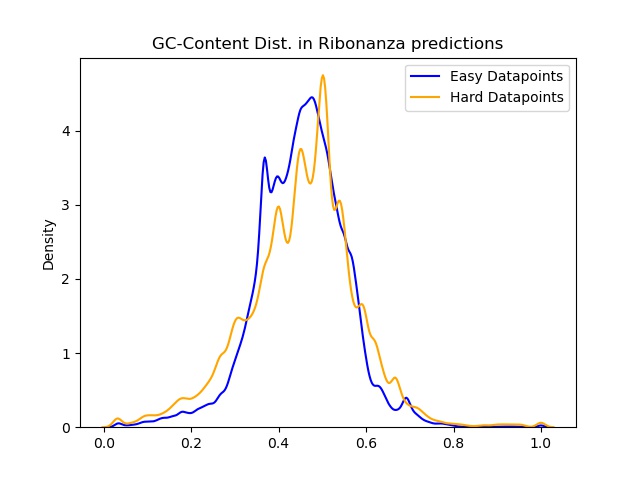 GC-Content Dist. in Ribonanza predictions
Easy Datapoints
Hard Datapoints
Density
4
3
2
1
0
0.0 0.2 0.4 0.6 0.8 1.0